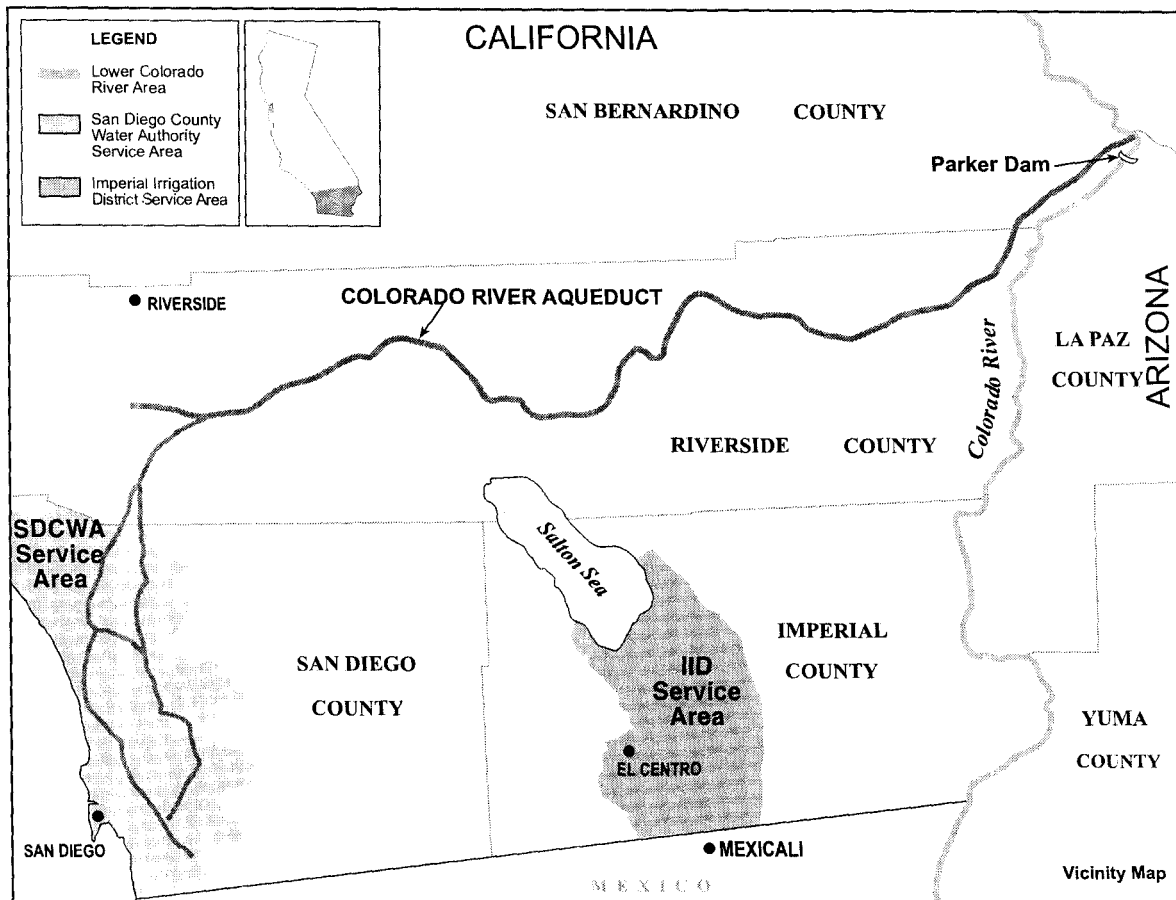 LEGEND
Lower Colorado
River Area
San Diego County
Water Authority
Service Area
Imperial Irrigation
District Service Area
CALIFORNIA
SAN BERNARDINO COUNTY
Parker Dam
RIVERSIDE
COLORADO RIVER AQUEDUCT
Colorado River
LA PAZ
COUNTY
ARIZONA
RIVERSIDE COUNTY
SDCWA
Service
Area
Salton Sea
SAN DIEGO
COUNTY
IID
Service
Area
IMPERIAL
COUNTY
EL CENTRO
YUMA
COUNTY
SAN DIEGO
MEXICALI
MEXICO
Vicinity Map